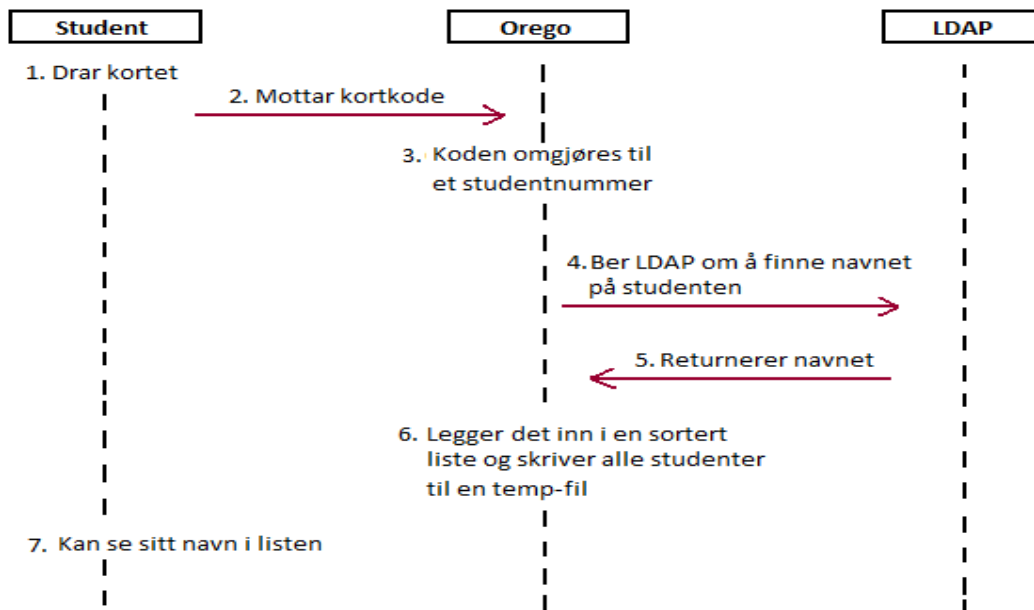 Student
Orego
LDAP
1. Drar kortet
2. Mottar kortkode
3. Koden omgjøres til
et studentnummer
4. Ber LDAP om å finne navnet
på studenten
5. Returnerer navnet
6. Legger det inn i en sortert
liste og skriver alle studenter
til en temp-fil
7. Kan se sitt navn i listen